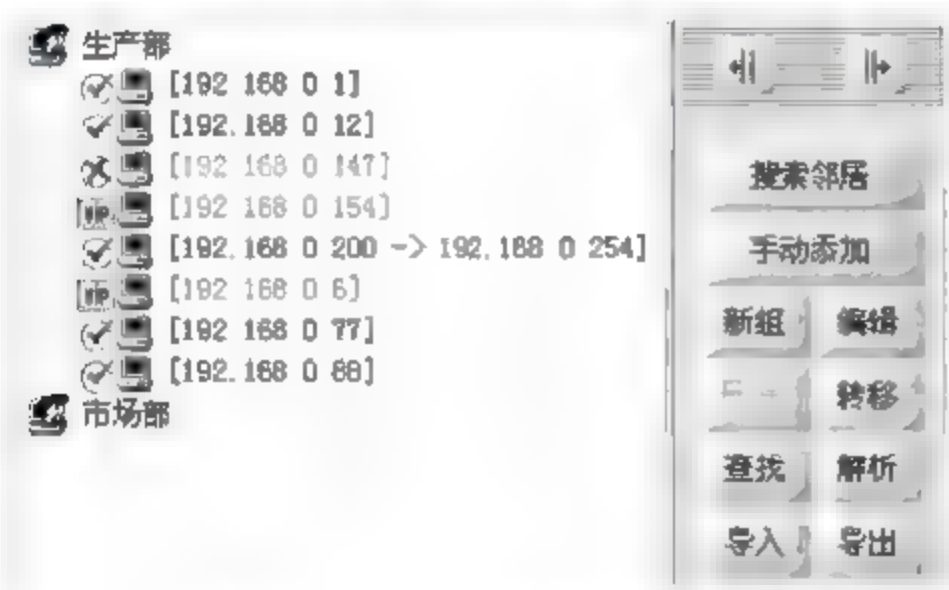 生产部
[192 168 0 1]
[192.168 0 12]
[192 168 0 147]
[192 168 0 154]
[192.168 0 200 -> 192.168 0 254]
[192 168 0 6]
[192 168 0 77]
[192.168 0 88]
市场部
搜索邻居
手动添加
新组 编辑
转移
查找 解析
导入 导出